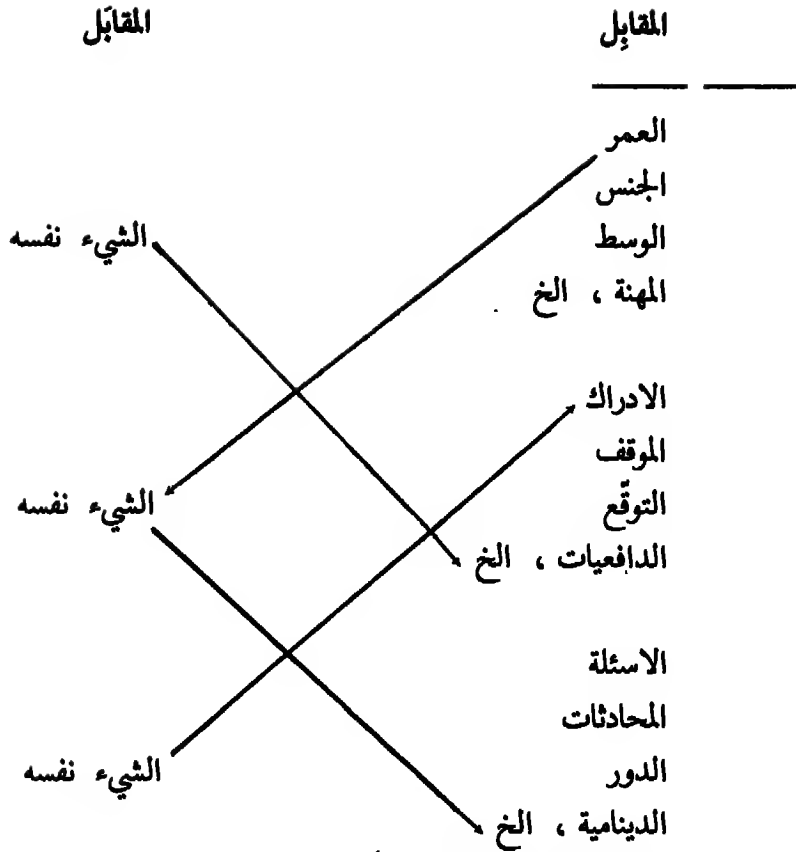 المقابِل المقابَل
العمر
الجنس
الوسط الشيء نفسه
المهنة ، الخ
الادراك
الموقف
التوقّع الشيء نفسه
الدافعيات ، الخ
الاسئلة
المحادثات
الدور الشيء نفسه
الدينامية ، الخ